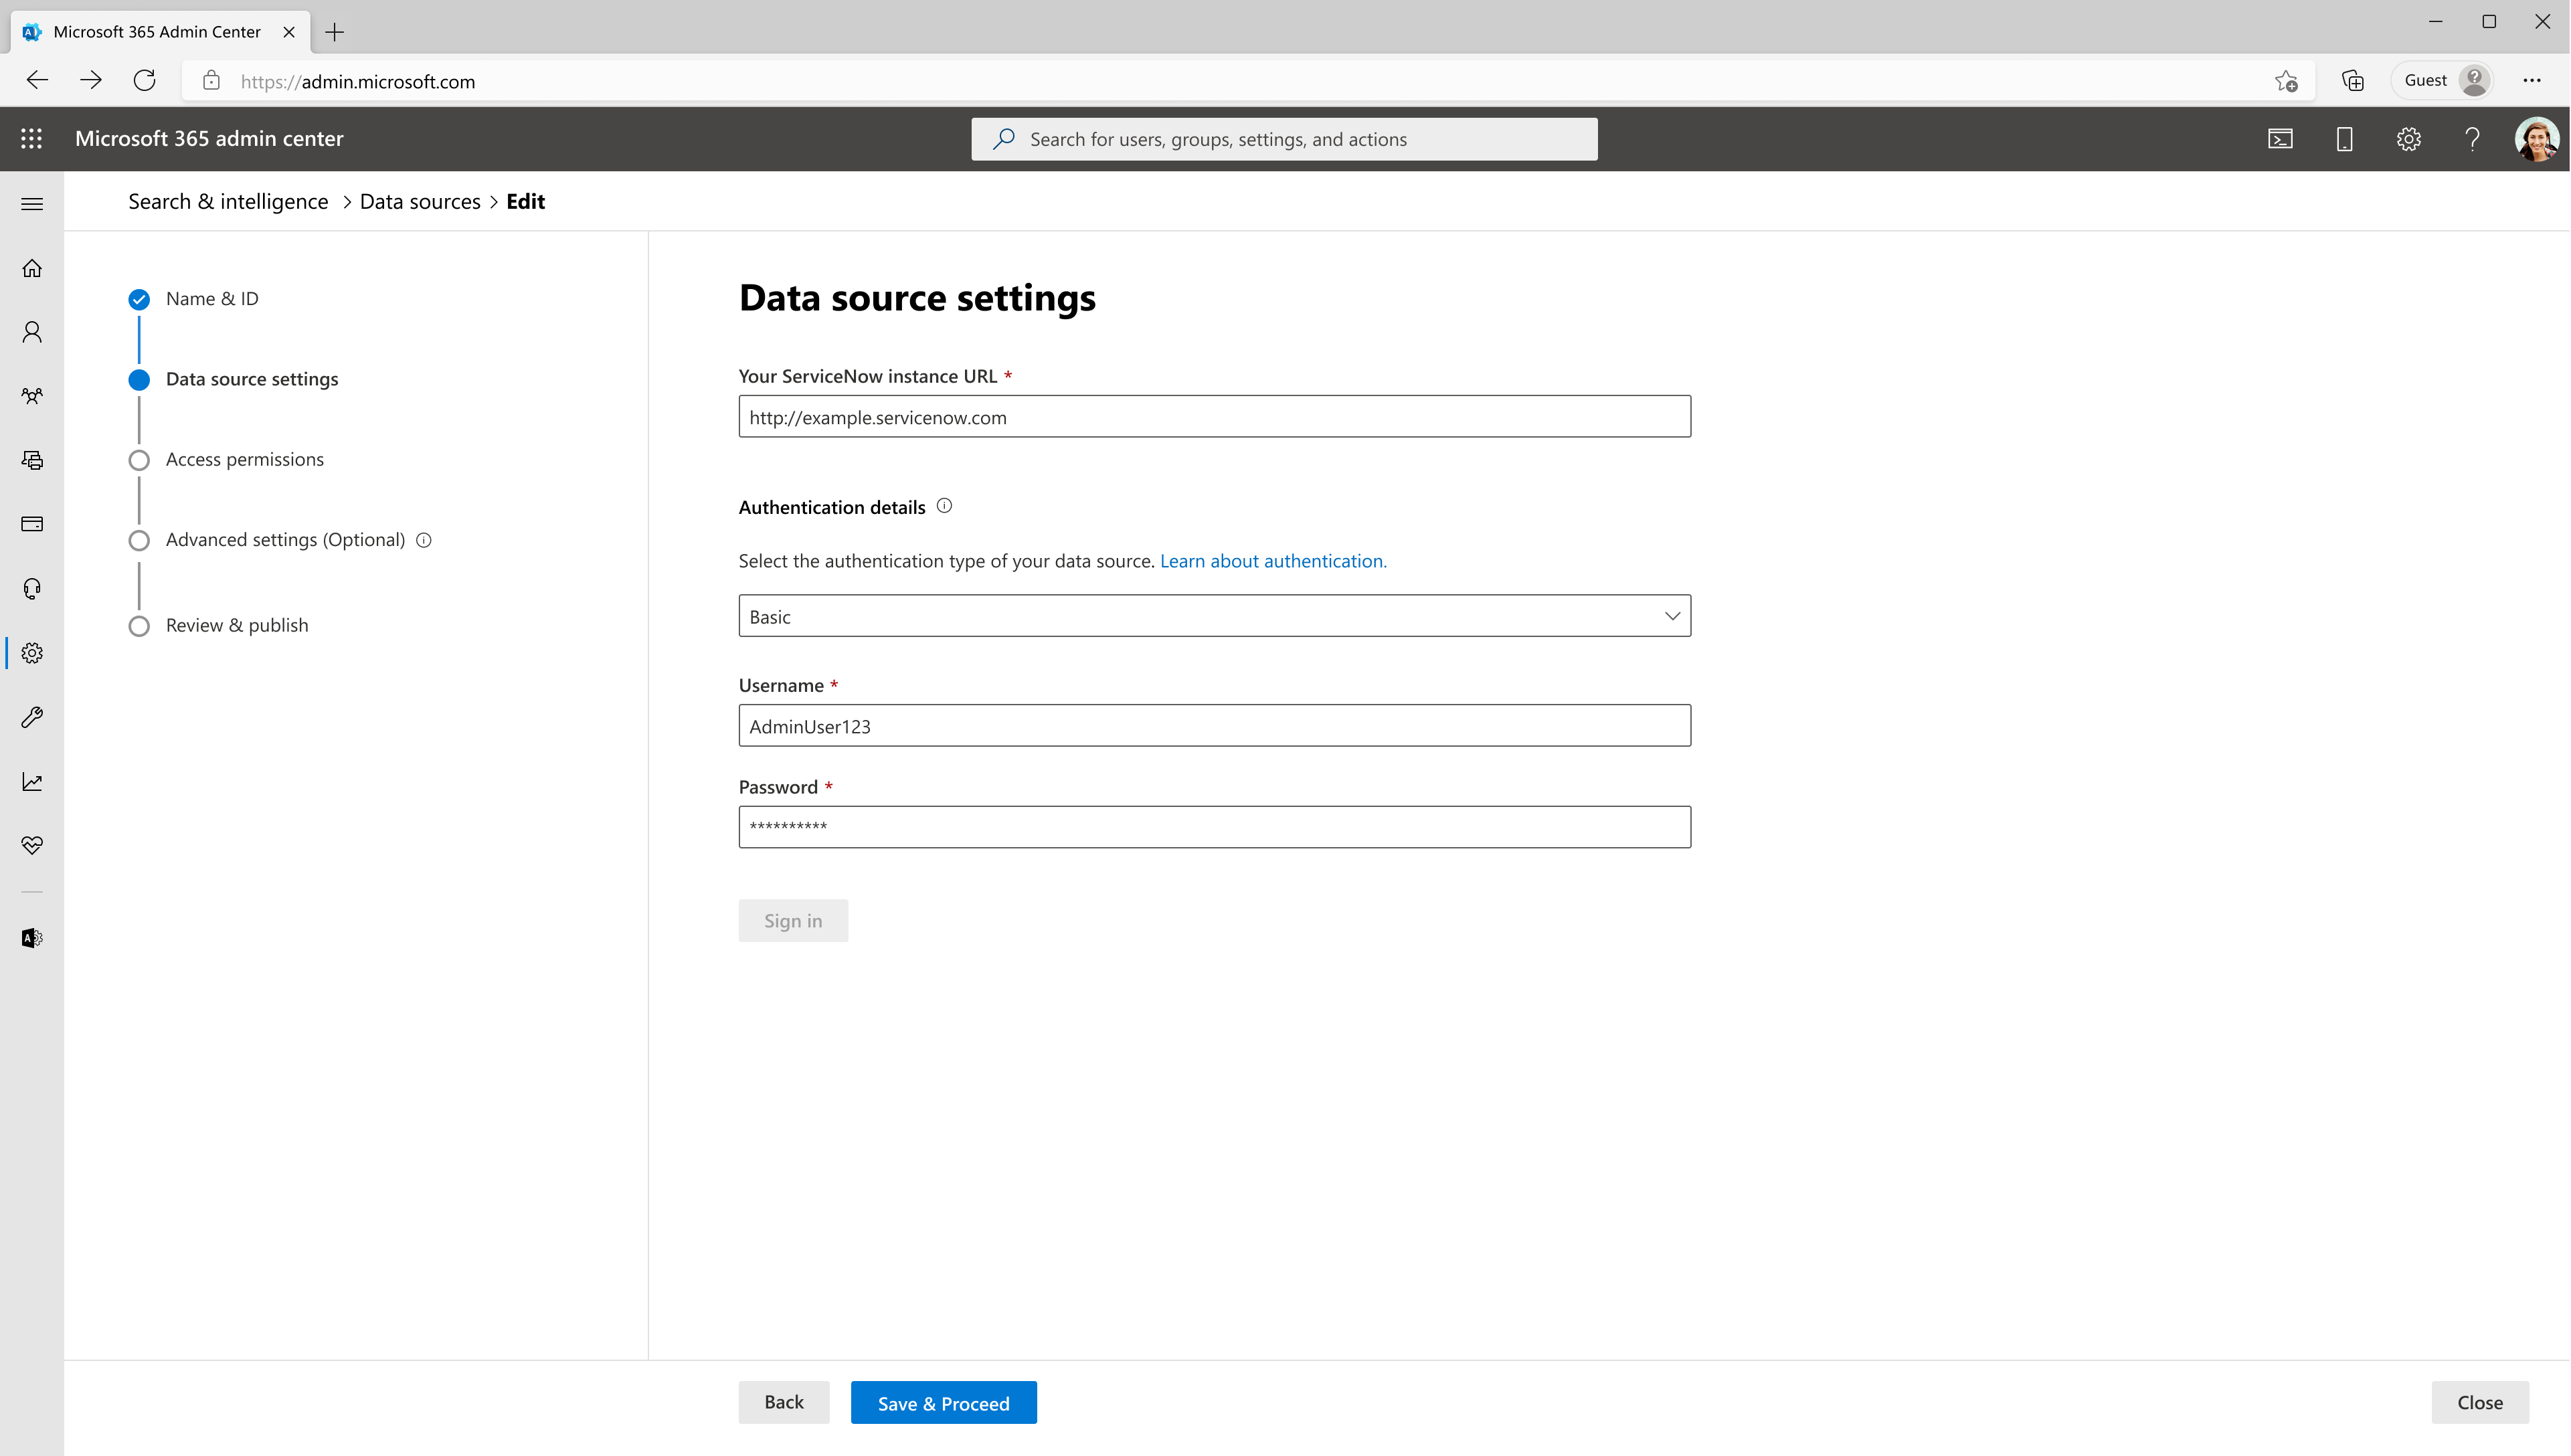 Microsoft 365 Admin Center
https://admin.microsoft.com
Guest
Microsoft 365 admin center
Search for users, groups, settings, and actions
Search & intelligence > Data sources > Edit
Name & ID
Data source settings
Access permissions
Advanced settings (Optional)
Review & publish
Data source settings
Your ServiceNow instance URL *
http://example.servicenow.com
Authentication details
Select the authentication type of your data source. Learn about authentication.
Basic
Username *
AdminUser123
Password *
**********
Sign in
Back
Save & Proceed
Close